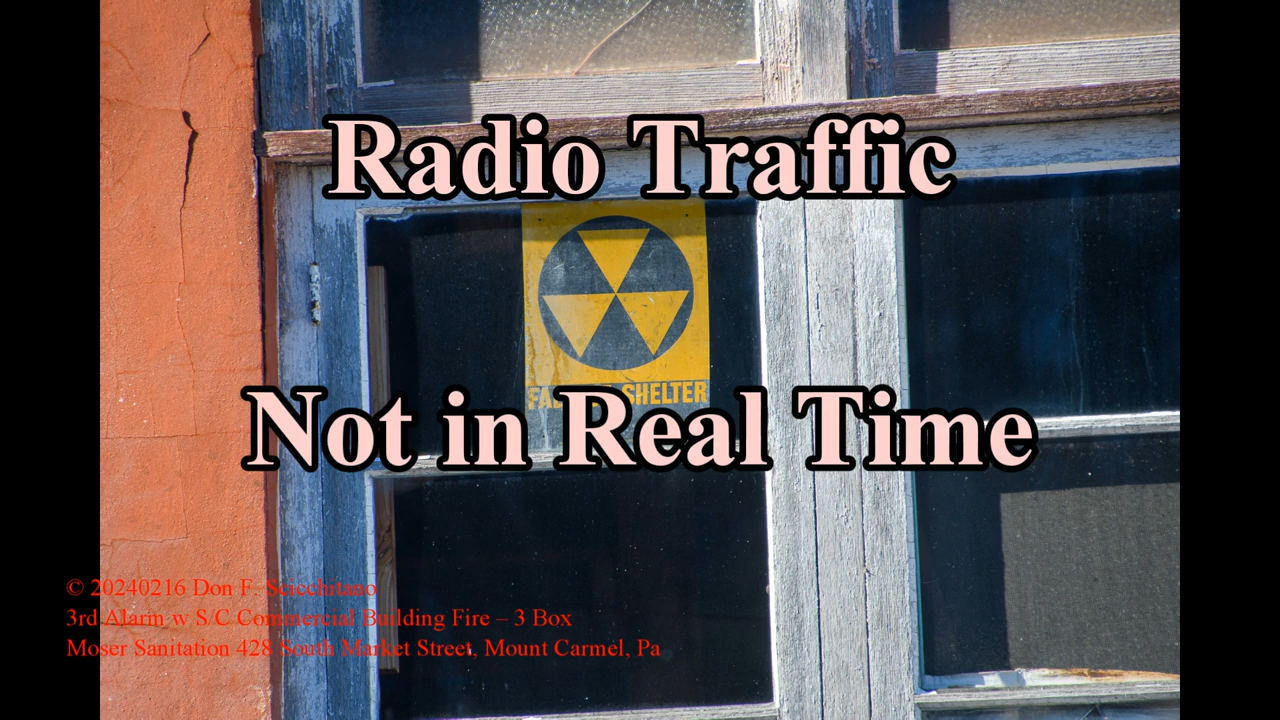 Radio Traffic
SHELTER
Not in Real Time
© 20240216 Don F. Scicchitano
3rd Alarm w S/C Commercial Building Fire – 3 Box
Moser Sanitation 428 South Market Street, Mount Carmel, Pa